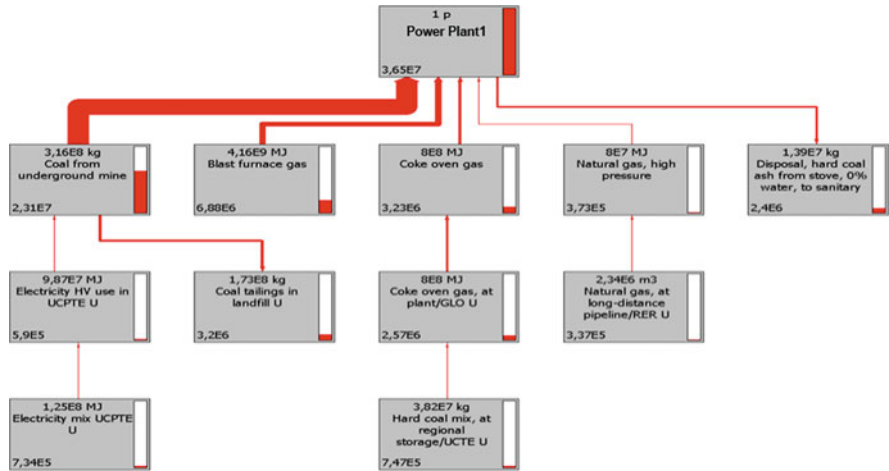 1 p
Power Plant1
3,65E7
3,16E8 kg
Coal from
underground mine
2,31E7
4,16E9 MJ
Blast furnace gas
6,88E6
8E8 MJ
Coke oven gas
3,23E6
8E7 MJ
Natural gas, high
pressure
3,73E5
1,39E7 kg
Disposal, hard coal
ash from stove, 0%
water, to sanitary
2,4E6
9,87E7 MJ
Electricity HV use in
UCPTE U
5,9E5
1,73E8 kg
Coal tailings in
landfill U
3,2E6
8E8 MJ
Coke oven gas, at
plant/GLO U
2,57E6
2,34E6 m3
Natural gas, at
long-distance
pipeline/RER U
3,37E5
1,25E8 MJ
Electricity mix UCPTE
U
7,34E5
3,82E7 kg
Hard coal mix, at
regional
storage/UCTE U
7,47E5